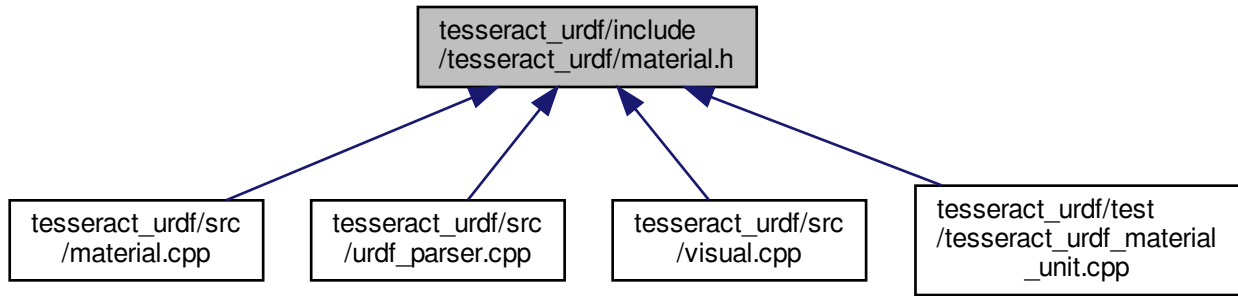 tesseract_urdf/include
/tesseract_urdf/material.h
tesseract_urdf/src
/material.cpp
tesseract_urdf/src
/urdf_parser.cpp
tesseract_urdf/src
/visual.cpp
tesseract_urdf/test
/tesseract_urdf_material
_unit.cpp